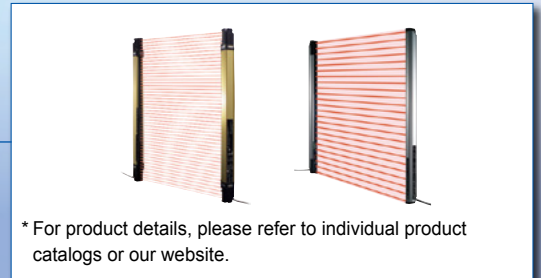 * For product details, please refer to individual product
catalogs or our website.